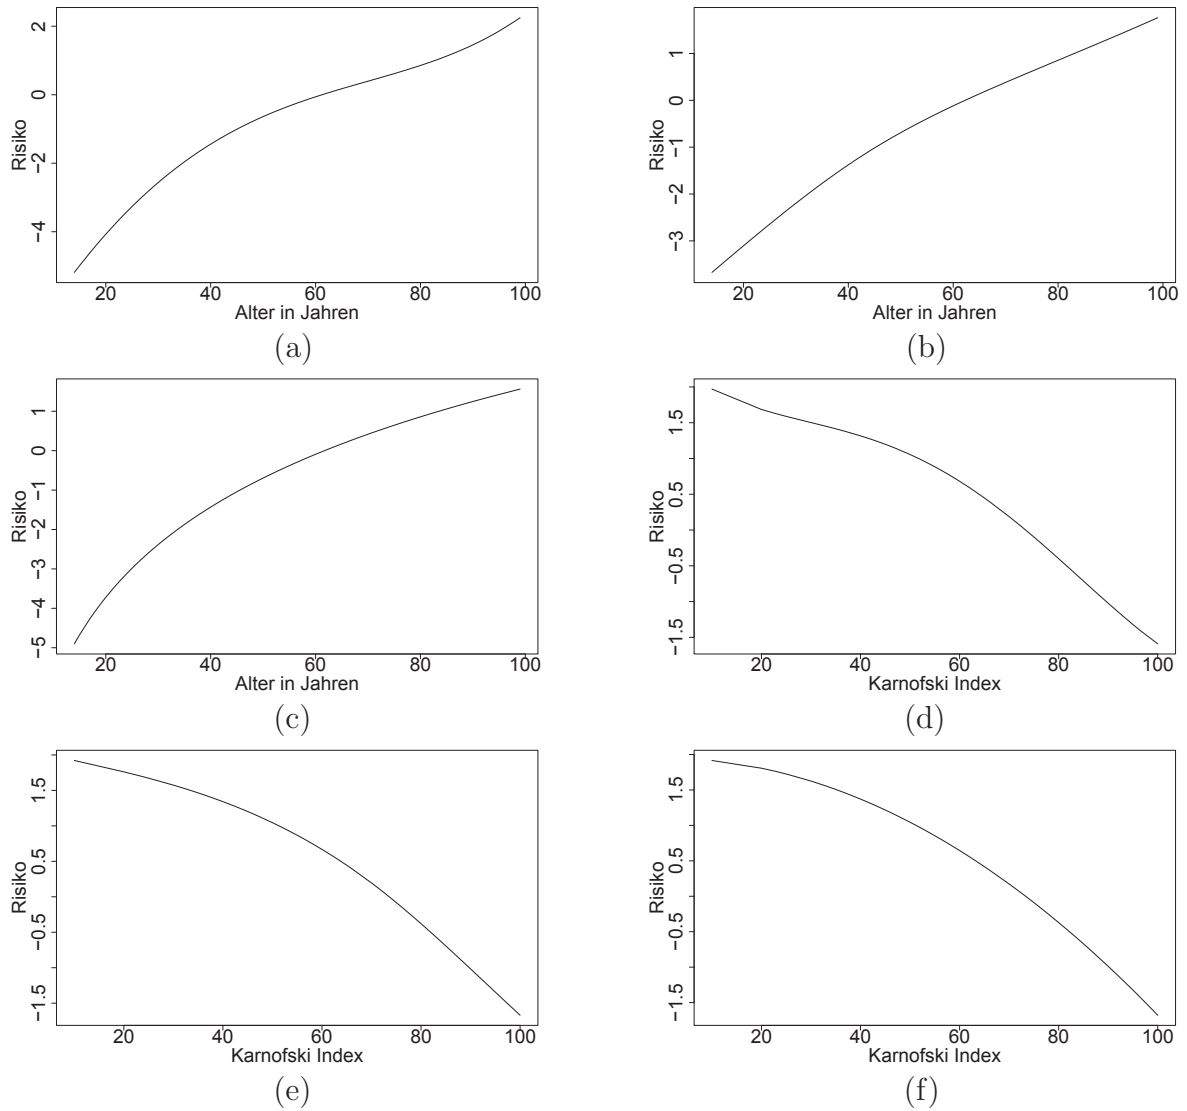 Risiko
2
0
−2
−4
20 40 60 80 100
Alter in Jahren
(a)
Risiko
1
0
−1
−2
−3
20 40 60 80 100
Alter in Jahren
(b)
Risiko
1
0
−1
−2
−3
−4
−5
20 40 60 80 100
Alter in Jahren
(c)
Risiko
1.5
0.5
−0.5
−1.5
20 40 60 80 100
Karnofski Index
(d)
Risiko
1.5
0.5
−0.5
−1.5
20 40 60 80 100
Karnofski Index
(e)
Risiko
1.5
0.5
−0.5
−1.5
20 40 60 80 100
Karnofski Index
(f)